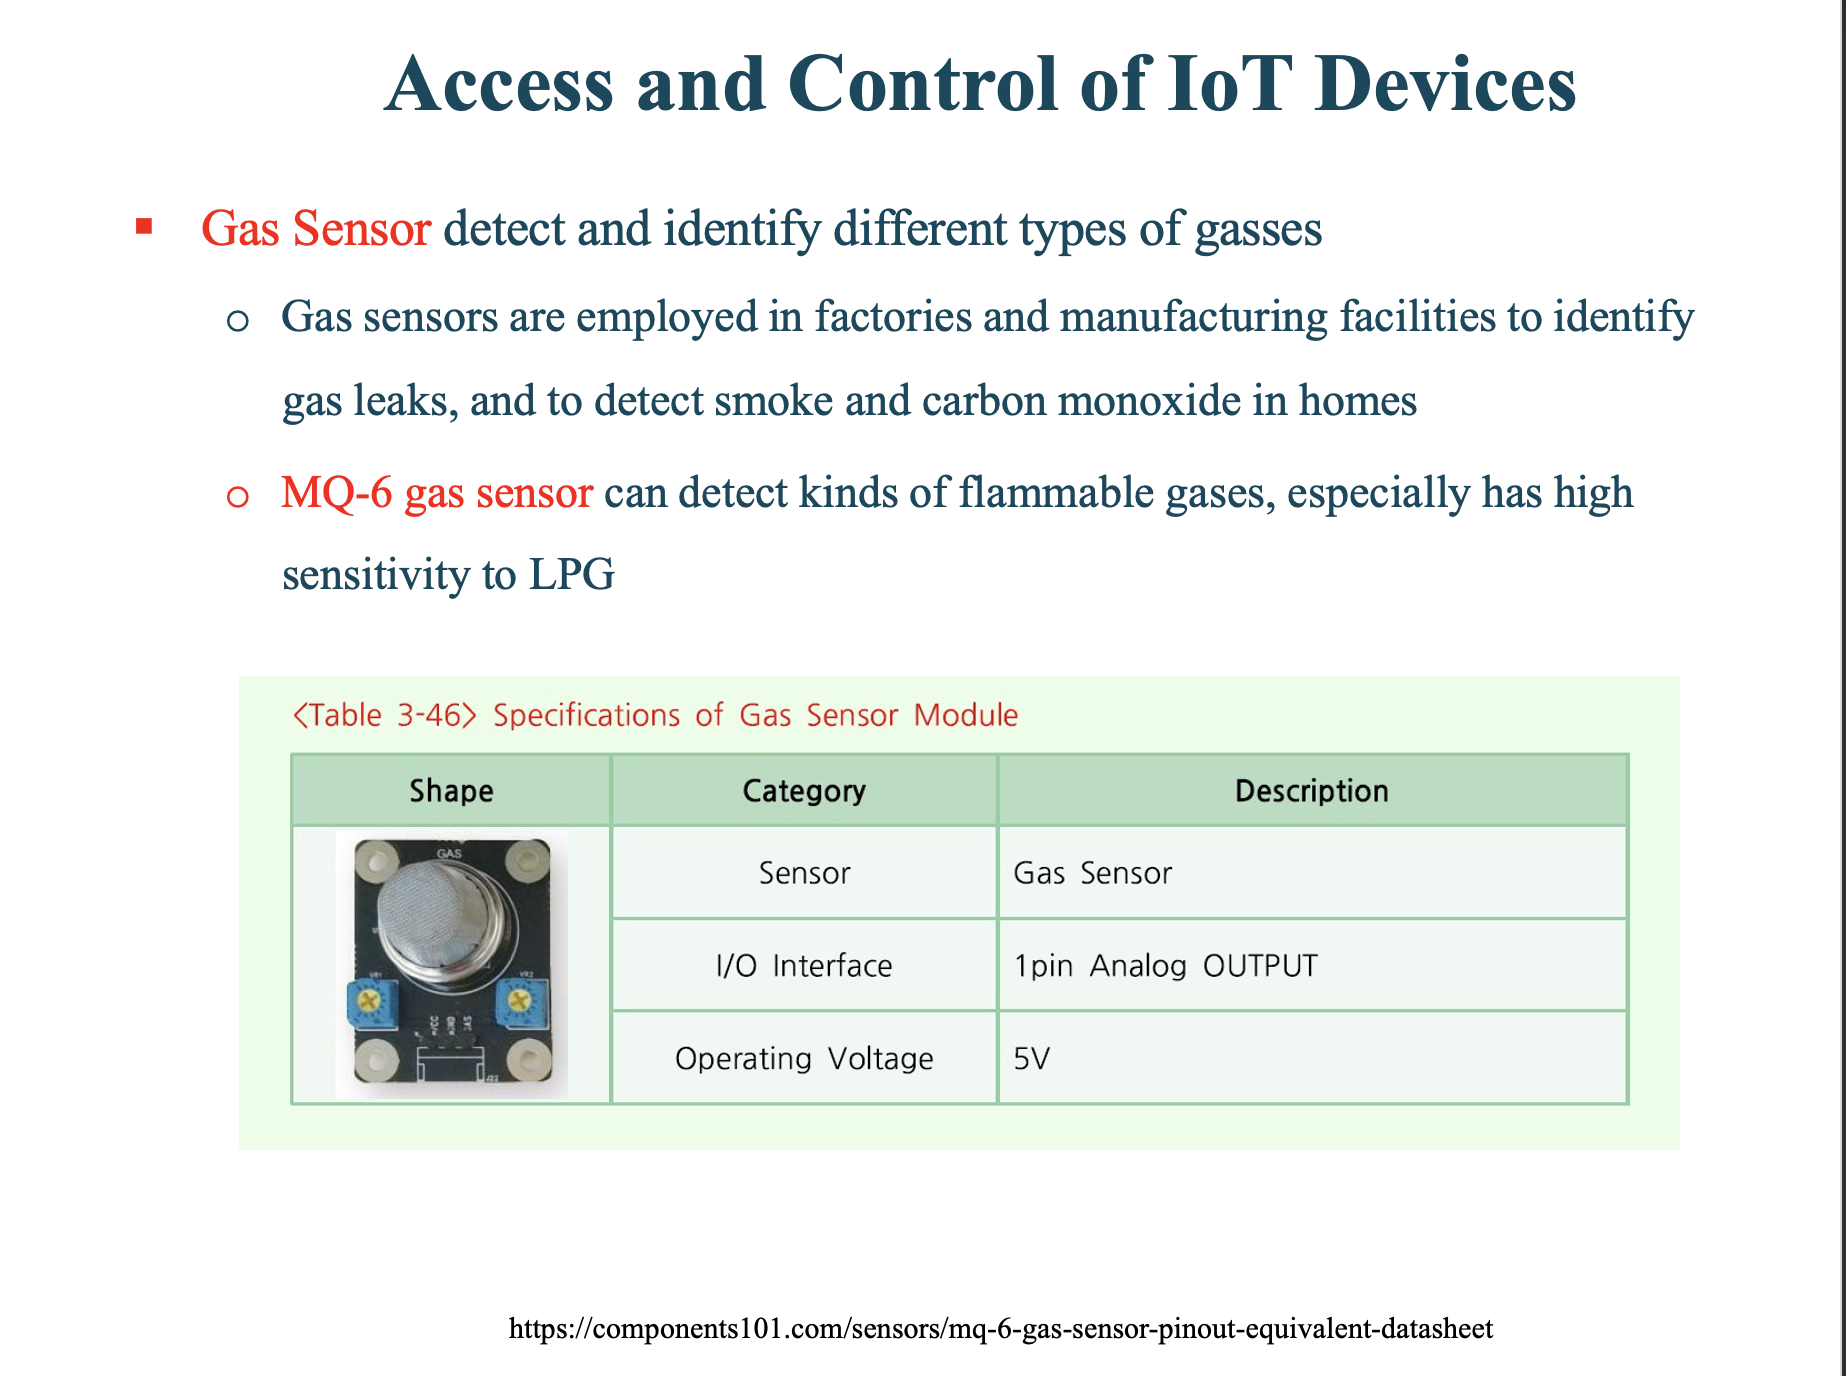 Access and Control of IoT Devices
Gas Sensor detect and identify different types of gasses
Gas sensors are employed in factories and manufacturing facilities to identify
gas leaks, and to detect smoke and carbon monoxide in homes
MQ-6 gas sensor can detect kinds of flammable gases, especially has high
sensitivity to LPG
<Table 3-46> Specifications of Gas Sensor Module
Shape Category Description
GAS
VR1 VR2
Sensor Gas Sensor
I/O Interface 1pin Analog OUTPUT
Operating Voltage 5V
https://components101.com/sensors/mq-6-gas-sensor-pinout-equivalent-datasheet